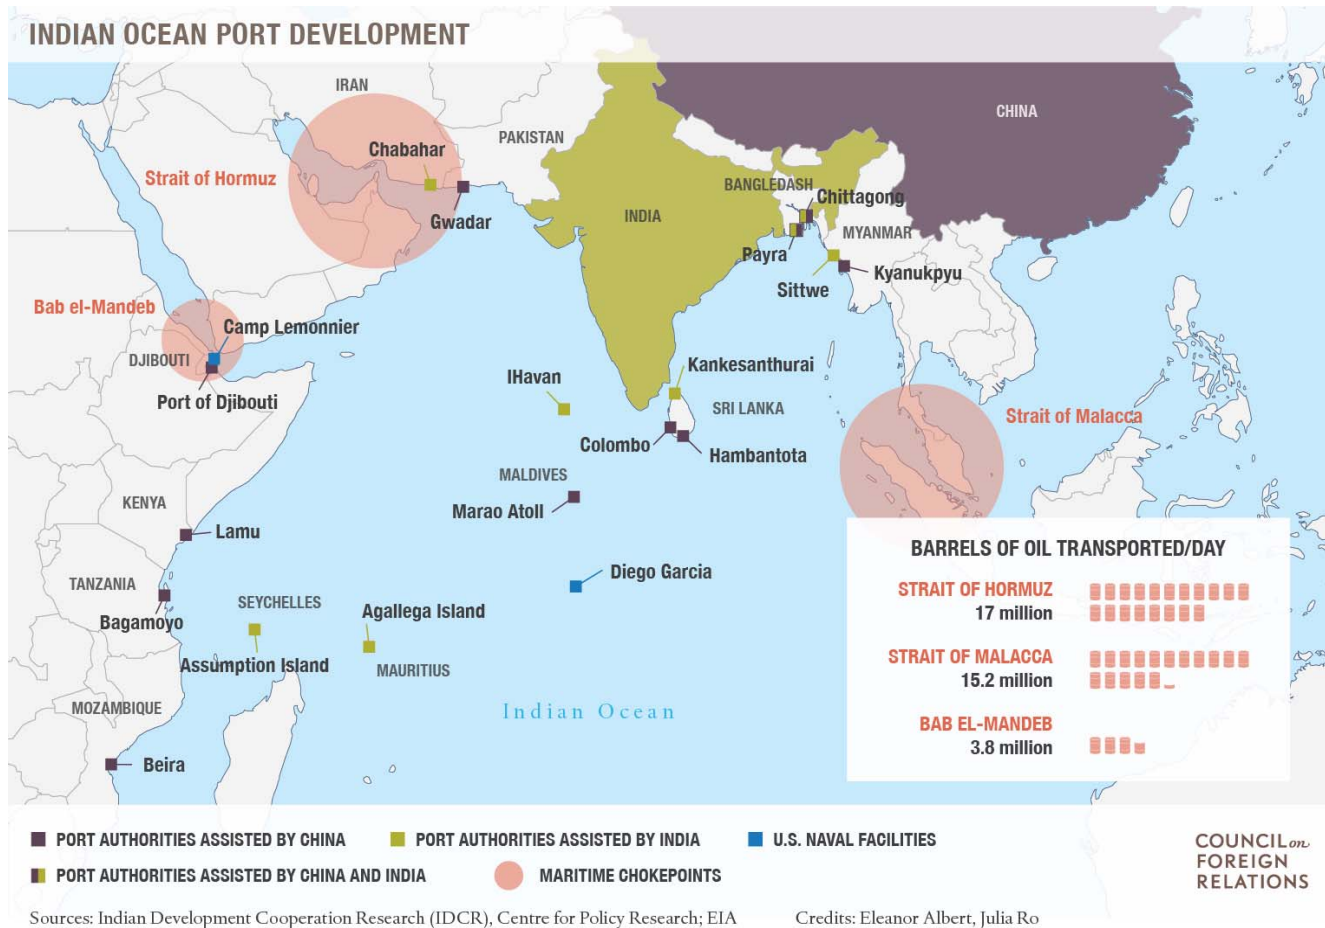 INDIAN OCEAN PORT DEVELOPMENT
IRAN
CHINA
PAKISTAN
Chabahar
Strait of Hormuz
BANGLEDASH
Chittagong
Gwadar
INDIA
MYANMAR
Payra
Kyanukpyu
Sittwe
Bab el-Mandeb
Camp Lemonnier
DJIBOUTI
Port of Djibouti
IHavan
Kankesanthurai
SRI LANKA
Strait of Malacca
Colombo
Hambantota
MALDIVES
Marao Atoll
KENYA
Lamu
Diego Garcia
TANZANIA
Bagamoyo
SEYCHELLES
Agallega Island
Assumption Island
MAURITIUS
MOZAMBIQUE
Indian Ocean
Beira
BARRELS OF OIL TRANSPORTED/DAY
STRAIT OF HORMUZ
17 million
STRAIT OF MALACCA
15.2 million
BAB EL-MANDEB
3.8 million
PORT AUTHORITIES ASSISTED BY CHINA
PORT AUTHORITIES ASSISTED BY INDIA
U.S. NAVAL FACILITIES
PORT AUTHORITIES ASSISTED BY CHINA AND INDIA
MARITIME CHOKEPOINTS
COUNCIL on
FOREIGN
RELATIONS
Sources: Indian Development Cooperation Research (IDCR), Centre for Policy Research; EIA
Credits: Eleanor Albert, Julia Ro